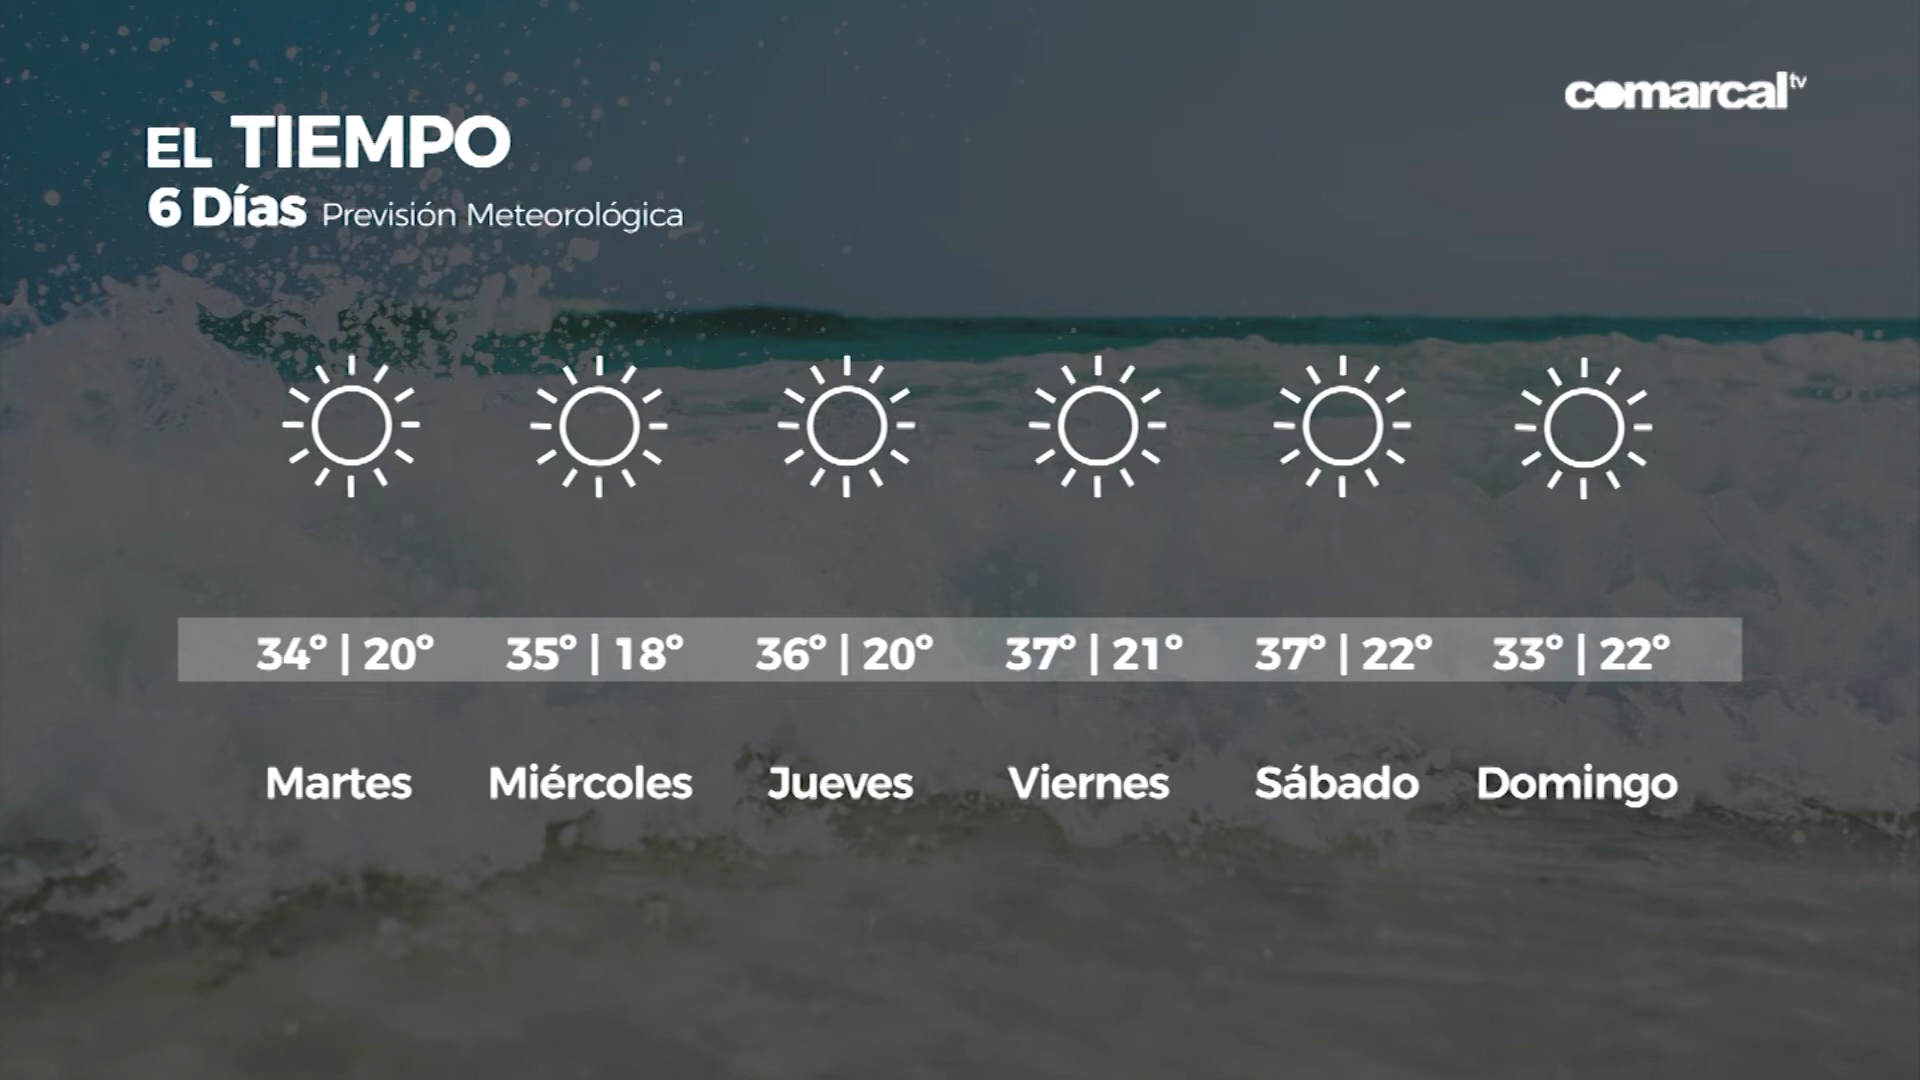 comarcal tv
EL TIEMPO
6 Días Previsión Meteorológica
34° | 20° 35° | 18° 36° | 20° 37° | 21° 37° | 22° 33° | 22°
Martes Miércoles Jueves Viernes Sábado Domingo